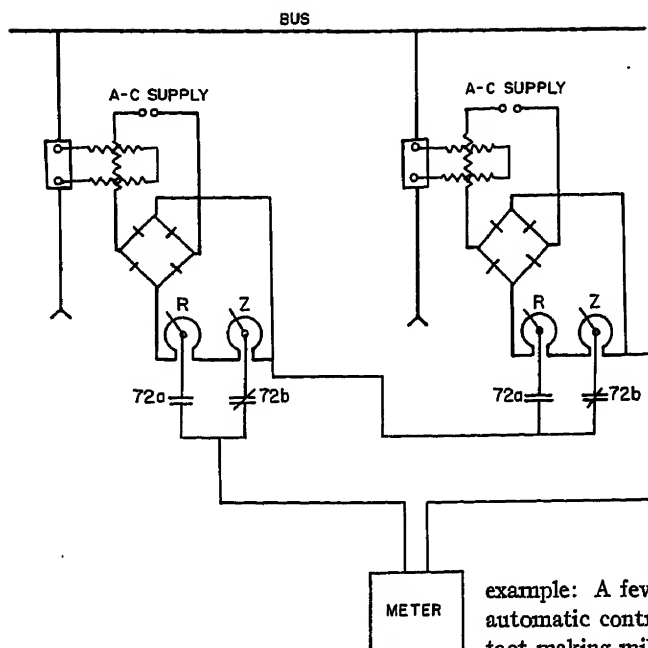 BUS
A-C SUPPLY
A-C SUPPLY
R
Z
R
Z
72a
72b
72a
72b
METER
example: A few
automatic contr